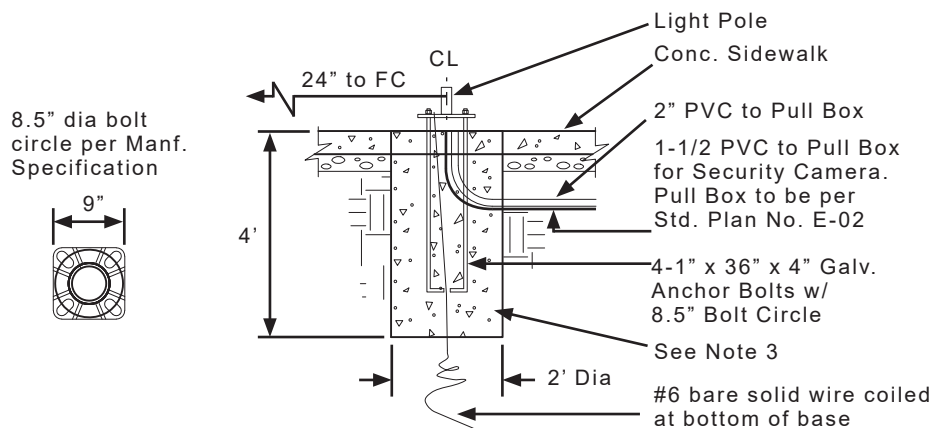 Light Pole
CL
Conc. Sidewalk
24” to FC
8.5” dia bolt
circle per Manf.
Specification
9”
4’
2” PVC to Pull Box
1-1/2 PVC to Pull Box
for Security Camera.
Pull Box to be per
Std. Plan No. E-02
4-1” x 36” x 4” Galv.
Anchor Bolts w/
8.5” Bolt Circle
See Note 3
2’ Dia
#6 bare solid wire coiled
at bottom of base